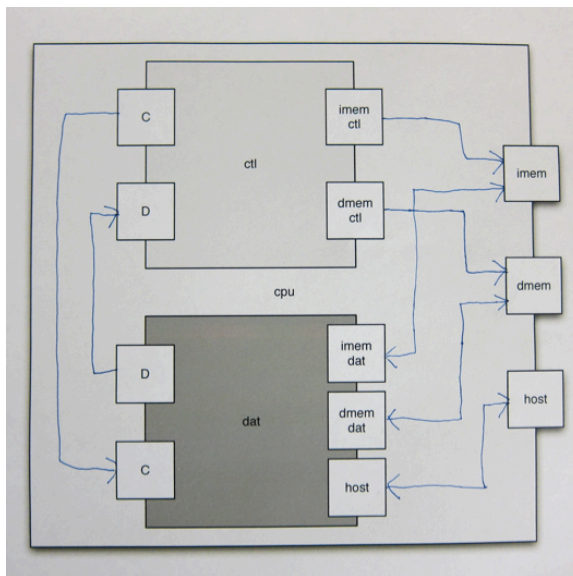 C
imem
ctl
ctl
imem
D
dmem
ctl
dmem
cpu
D
imem
dat
host
dat
dmem
dat
C
host